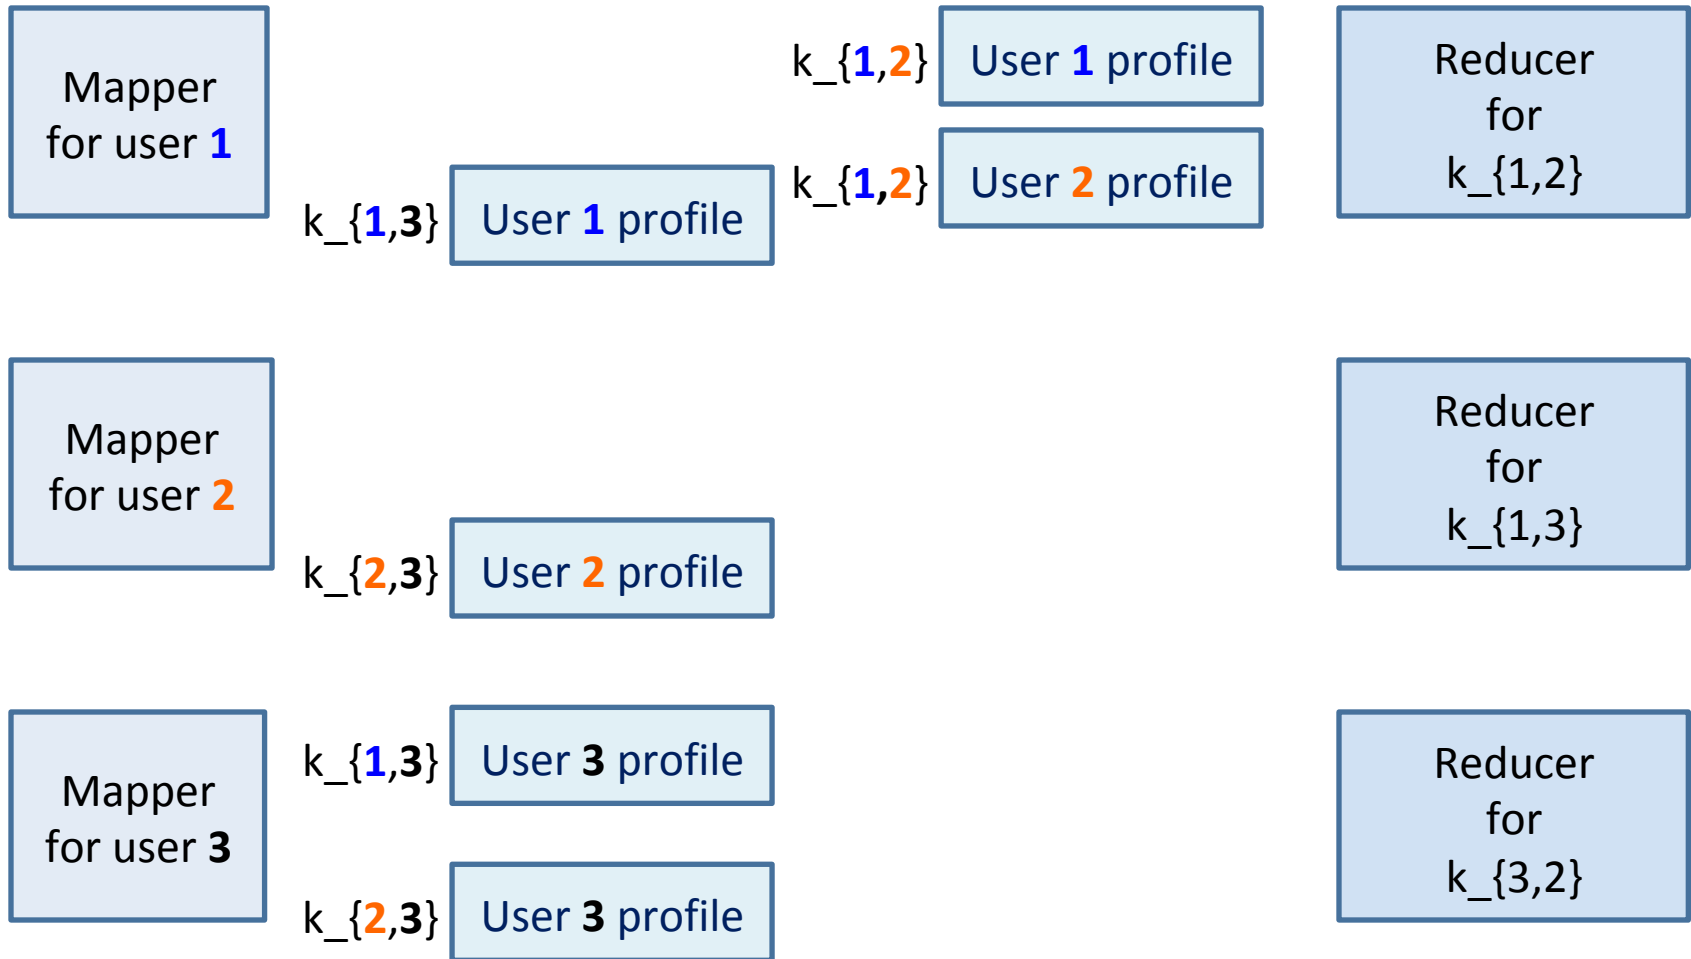 Mapper
for user 1
k_{1,3} User 1 profile
k_{1,2} User 1 profile
k_{1,2} User 2 profile
Reducer
for
k_{1,2}
Mapper
for user 2
k_{2,3} User 2 profile
Reducer
for
k_{1,3}
Mapper
for user 3
k_{1,3} User 3 profile
k_{2,3} User 3 profile
Reducer
for
k_{3,2}